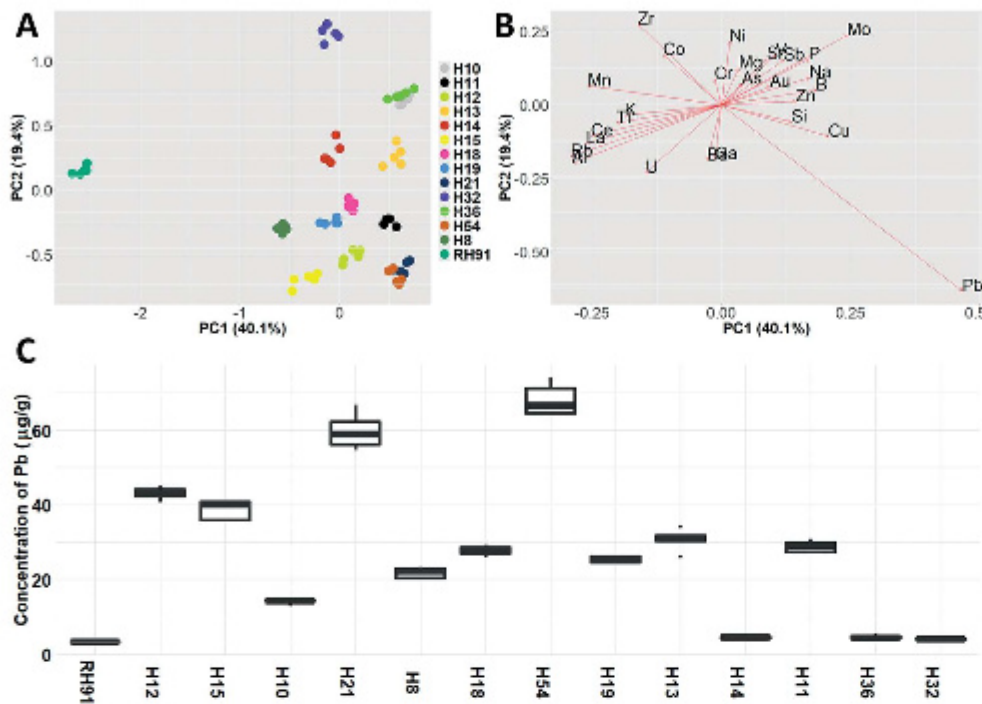 A
PC2 (19.4%)
1.0
0.5
0.0
-0.5
-2
-1
0
PC1 (40.1%)
H10
H11
H12
H13
H14
H15
H18
H19
H21
H32
H36
H54
H8
RH91
B
PC2 (19.4%)
0.25
0.00
-0.25
-0.50
Zr
Ni
Mo
Co
Sb
P
Mg
Cr
As
Na
Mn
Au
B
Zn
K
Si
Cu
Ce
La
U
Pb
-0.25
0.00
0.25
0.5
PC1 (40.1%)
C
Concentration of Pb (µg/g)
60
40
20
0
RH91
H12
H15
H10
H21
H8
H18
H54
H19
H13
H14
H11
H36
H32